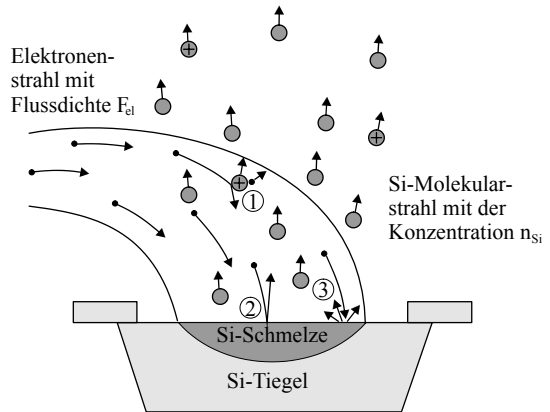 Elektronen-
strahl mit
Flussdichte F_el
Si-Molekular-
strahl mit der
Konzentration n_Si
①
②
③
Si-Schmelze
Si-Tiegel